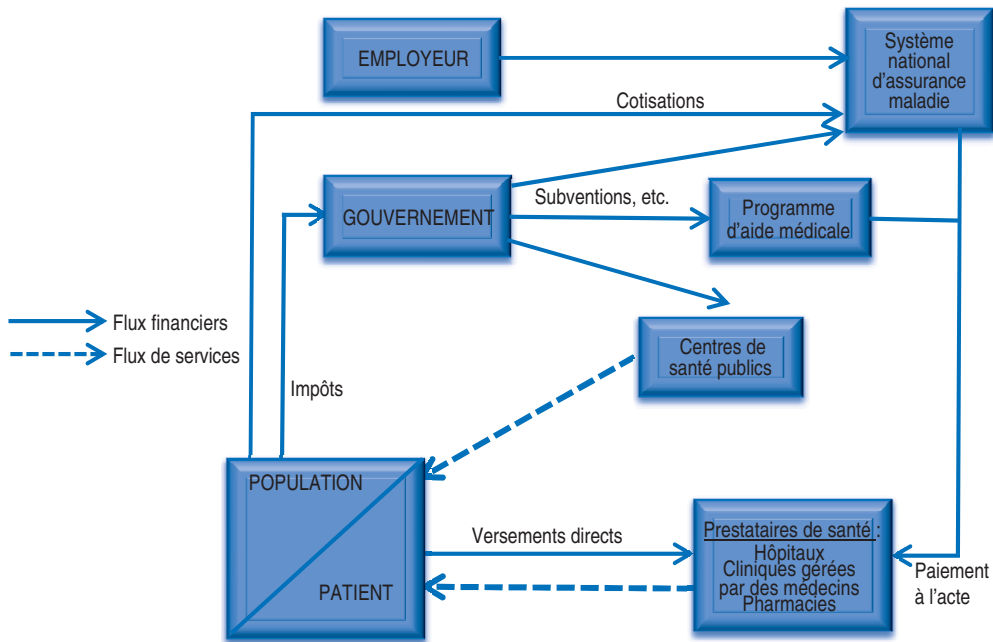 EMPLOYEUR
Système
national
d'assurance
maladie
Cotisations
GOUVERNEMENT
Subventions, etc.
Programme
d'aide médicale
Flux financiers
Flux de services
Centres de
santé publics
Impôts
POPULATION
PATIENT
Versements directs
Prestataires de santé :
Hôpitaux
Cliniques gérées
par des médecins
Pharmacies
Paiement
à l'acte